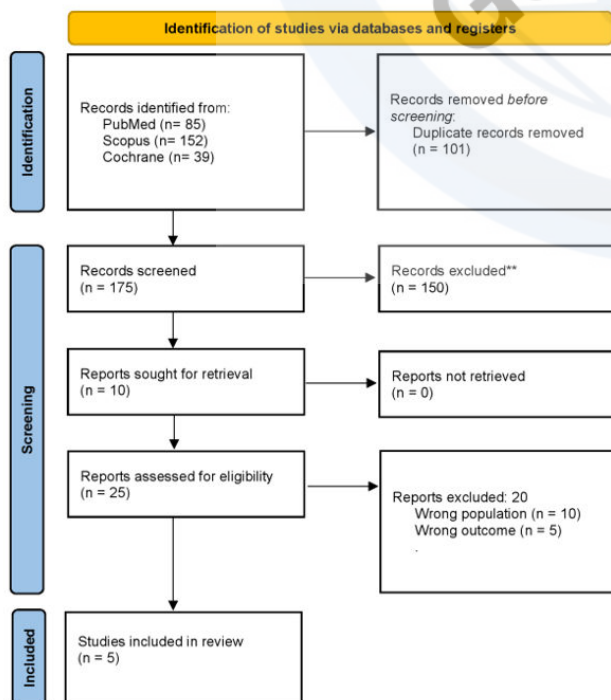 Identification of studies via databases and registers
Identification
Records identified from:
PubMed (n= 85)
Scopus (n= 152)
Cochrane (n= 39)
Records removed before
screening:
Duplicate records removed
(n = 101)
Screening
Records screened
(n = 175)
Records excluded**
(n = 150)
Reports sought for retrieval
(n = 10)
Reports not retrieved
(n = 0)
Reports assessed for eligibility
(n = 25)
Reports excluded: 20
Wrong population (n = 10)
Wrong outcome (n = 5)
.
Included
Studies included in review
(n = 5)